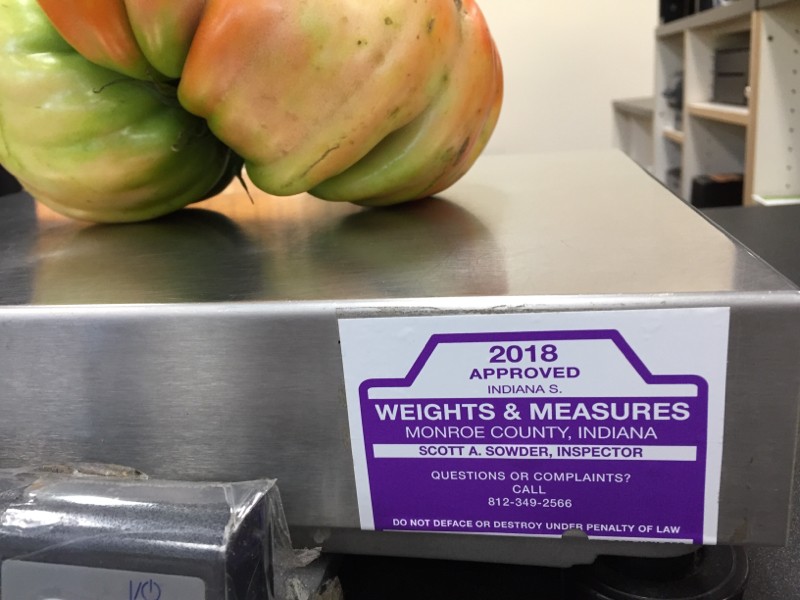 2018
APPROVED
INDIANA S.
WEIGHTS & MEASURES
MONROE COUNTY, INDIANA
SCOTT A. SOWDER, INSPECTOR
QUESTIONS OR COMPLAINTS?
CALL
812-349-2566
DO NOT DEFACE OR DESTROY UNDER PENALTY OF LAW